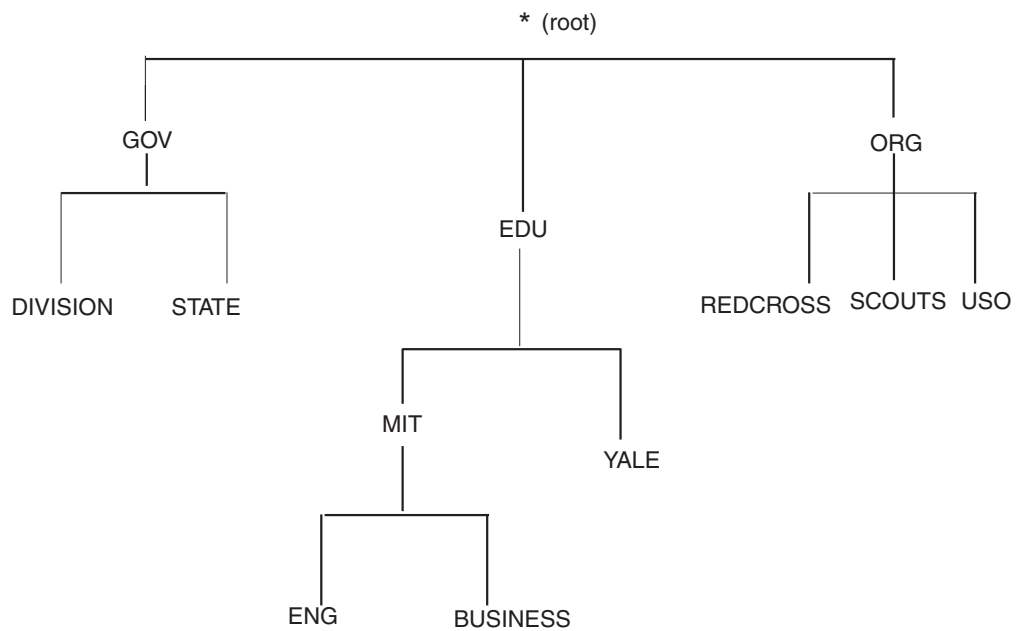 * (root)
GOV
ORG
EDU
DIVISION
STATE
REDCROSS
SCOUTS
USO
MIT
YALE
ENG
BUSINESS